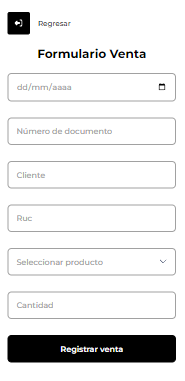 Regresar
Formulario Venta
dd/mm/aaaa
Número de documento
Cliente
Ruc
Seleccionar producto
Cantidad
Registrar venta